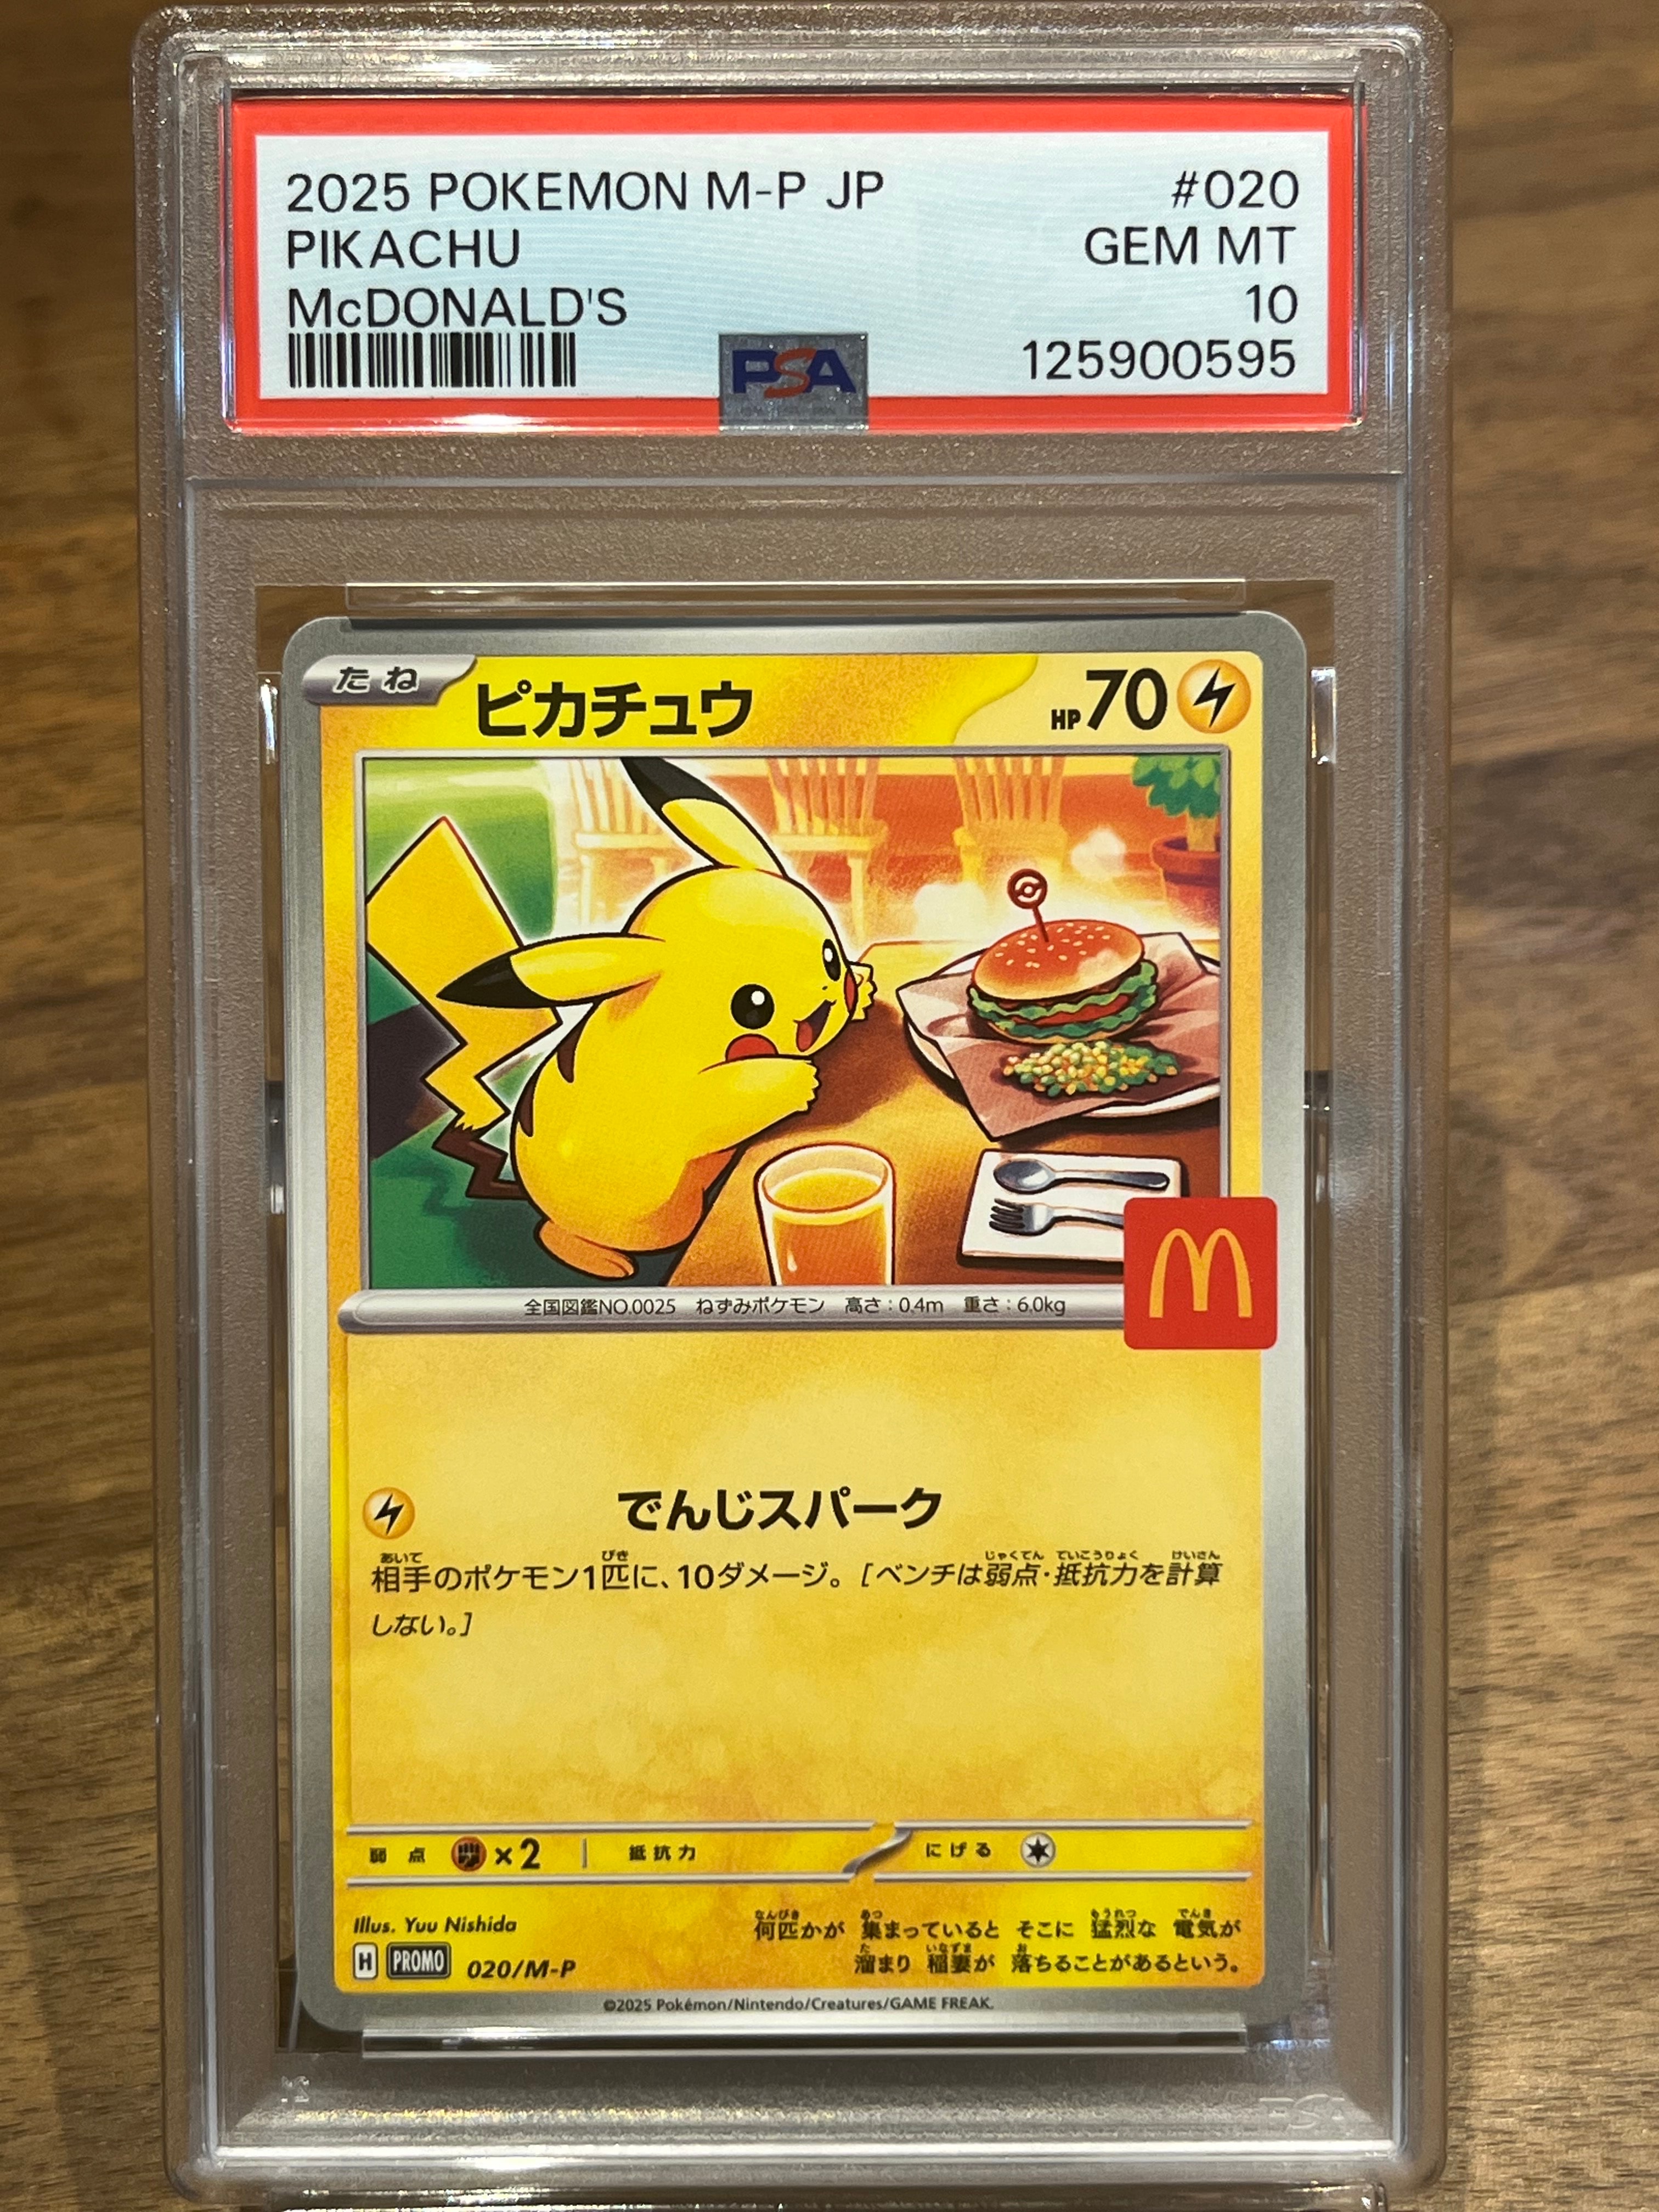 2025 POKEMON M-P JP #020
PIKACHU GEM MT
McDONALD'S 10
125900595
PSA
たね ピカチュウ HP70
全国図鑑NO.0025 ねずみポケモン 高さ:0.4m 重さ:6.0kg
でんじスパーク
相手のポケモン1匹に、10ダメージ。[ベンチは弱点・抵抗力を計算
しない。]
弱点 ×2 抵抗力 にげる
Illus. Yuu Nishida
何匹かが 集まっていると そこに 猛烈な 電気が
溜まり 稲妻が 落ちることがあるという。
H PROMO 020/M-P
©2025 Pokémon/Nintendo/Creatures/GAME FREAK.
PSA